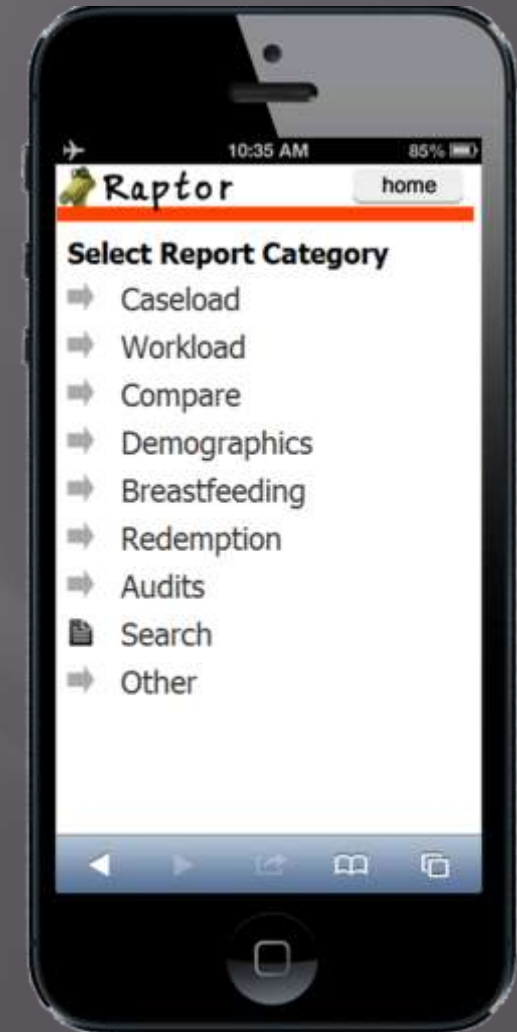 10:35 AM
85%
Raptor
home
Select Report Category
Caseload
Workload
Compare
Demographics
Breastfeeding
Redemption
Audits
Search
Other